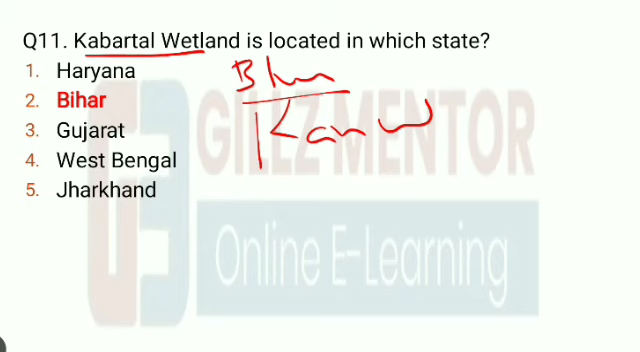 Q11. Kabartal Wetland is located in which state?
1. Haryana
2. Bihar
3. Gujarat
4. West Bengal
5. Jharkhand
GILLZ MENTOR
Online E-Learning